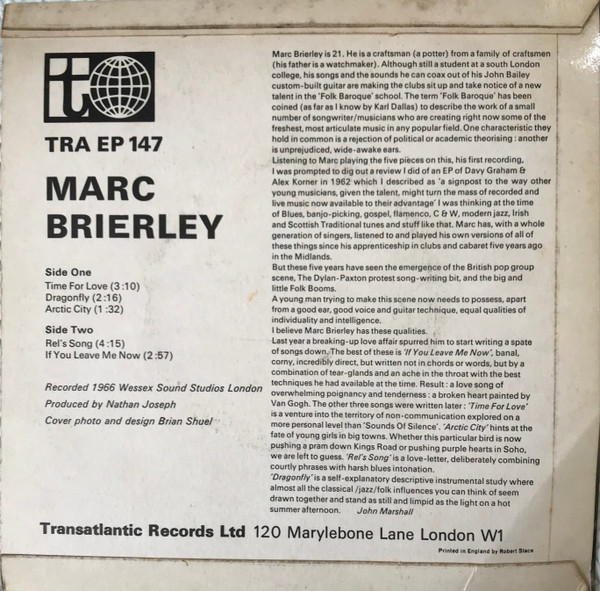 it
TRA EP 147
MARC
BRIERLEY
Side One
Time For Love (3:10)
Dragonfly (2:16)
Arctic City (1:32)
Side Two
Rel's Song (4:15)
If You Leave Me Now (2:57)
Recorded 1966 Wessex Sound Studios London
Produced by Nathan Joseph
Cover photo and design Brian Shuel
Marc Brierley is 21. He is a craftsman (a potter) from a family of craftsmen
(his father is a watchmaker). Although still a student at a south London
college, his songs and the sounds he can coax out of his John Bailey
custom-built guitar are making the clubs sit up and take notice of a new
talent in the 'Folk Baroque' school. The term 'Folk Baroque' has been
coined (as far as I know by Karl Dallas) to describe the work of a small
number of songwriter/musicians who are creating right now some of the
freshest, most articulate music in any popular field. One characteristic they
hold in common is a rejection of political or academic theorising : another
is unprejudiced, wide-awake ears.
Listening to Marc playing the five pieces on this, his first recording,
I was prompted to dig out a review I did of an EP of Davy Graham &
Alex Korner in 1962 which I described as 'a signpost to the way other
young musicians, given the talent, might turn the mass of recorded and
live music now available to their advantage' I was thinking at the time
of Blues, banjo-picking, gospel, flamenco, C & W, modern jazz, Irish
and Scottish Traditional tunes and stuff like that. Marc has, with a whole
generation of singers, listened to and played his own versions of all of
these things since his apprenticeship in clubs and cabaret five years ago
in the Midlands.
But these five years have seen the emergence of the British pop group
scene, The Dylan-Paxton protest song-writing bit, and the big and
little Folk Booms.
A young man trying to make this scene now needs to possess, apart
from a good ear, good voice and guitar technique, equal qualities of
individuality and intelligence.
I believe Marc Brierley has these qualities.
Last year a breaking-up love affair spurred him to start writing a spate
of songs down. The best of these is 'If You Leave Me Now', banal,
corny, incredibly direct, but written not in chords or words, but by a
combination of tear-glands and an ache in the throat with the best
techniques he had available at the time. Result : a love song of
overwhelming poignancy and tenderness : a broken heart painted by
Van Gogh. The other three songs were written later : 'Time For Love'
is a venture into the territory of non-communication explored on a
more personal level than 'Sounds Of Silence'. 'Arctic City' hints at the
fate of young girls in big towns. Whether this particular bird is now
pushing a pram down Kings Road or pushing purple hearts in Soho,
we are left to guess. 'Rel's Song' is a love-letter, deliberately combining
courtly phrases with harsh blues intonation.
'Dragonfly' is a self-explanatory descriptive instrumental study where
almost all the classical /jazz/folk influences you can think of seem
drawn together and stand as still and limpid as the light on a hot
summer afternoon. John Marshall
Transatlantic Records Ltd 120 Marylebone Lane London W1
Printed in England by Robert Stace